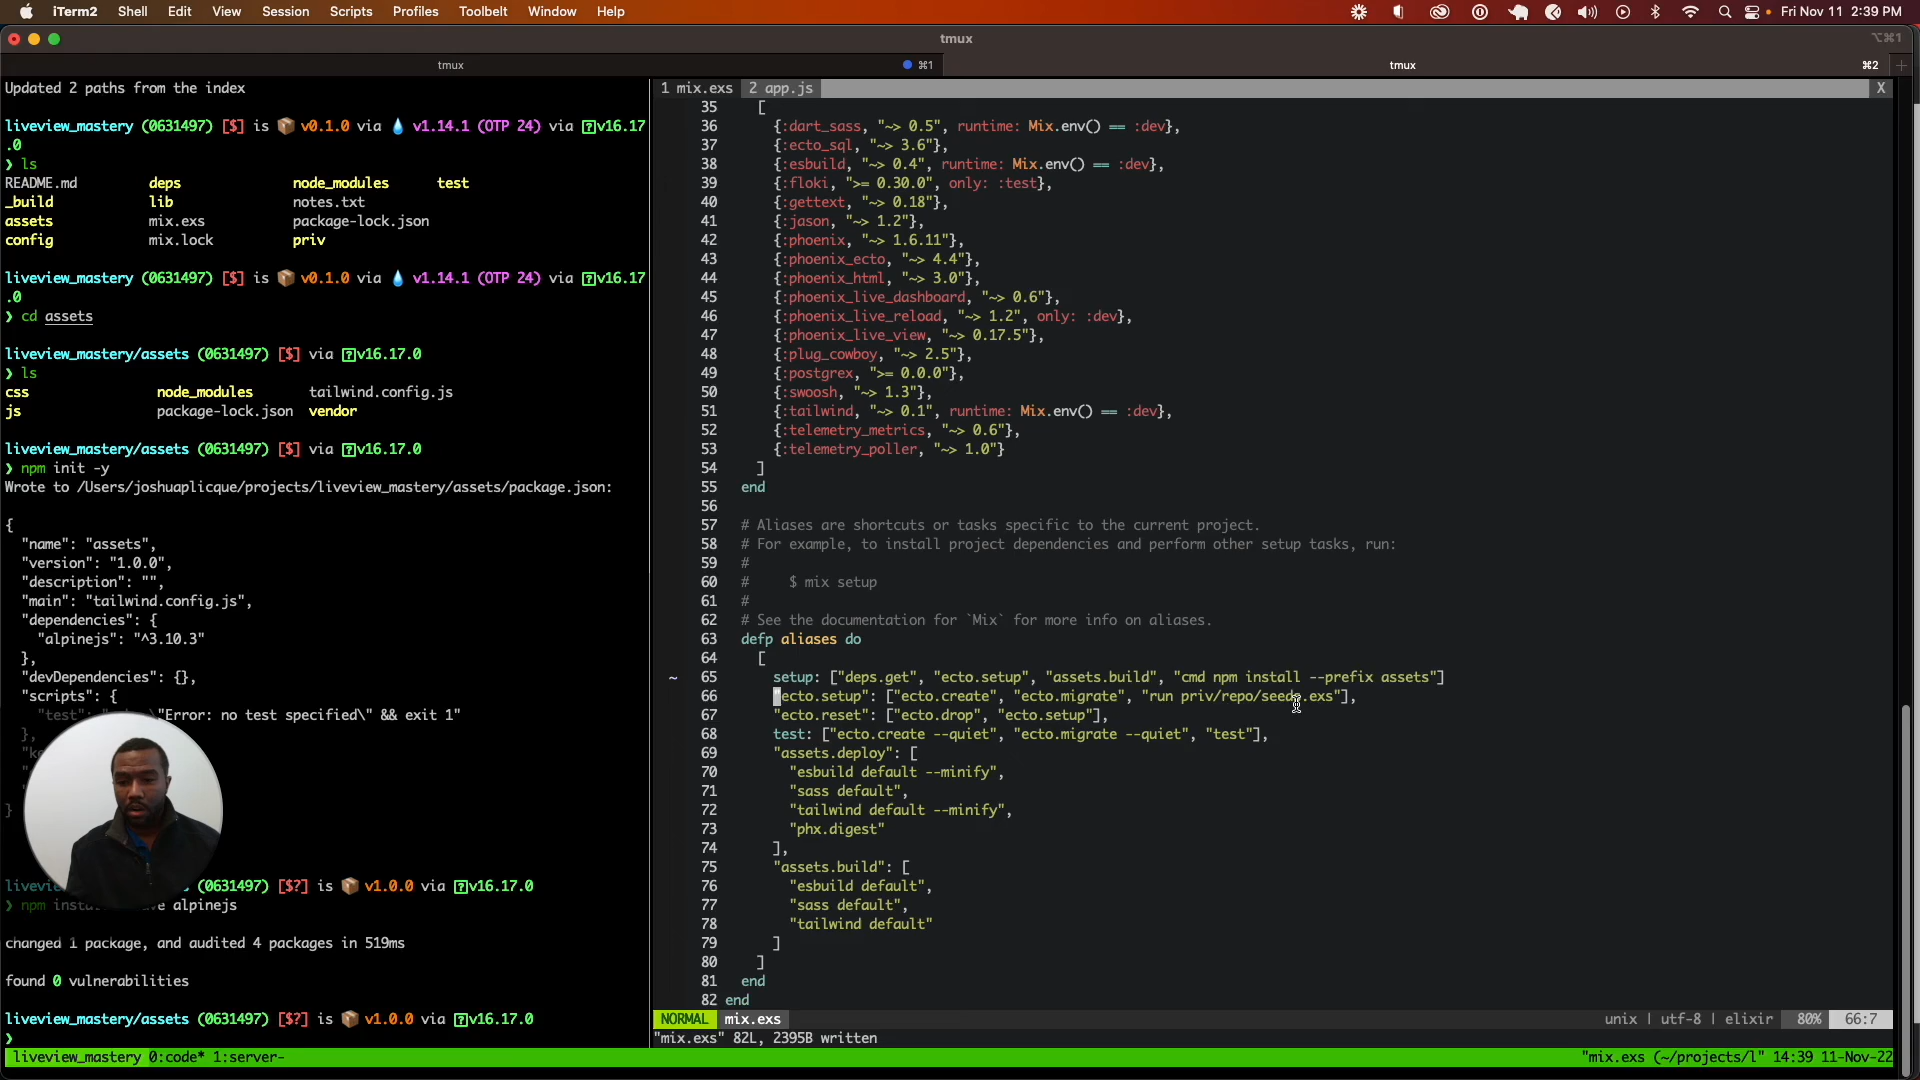 iTerm2 Shell Edit View Session Scripts Profiles Toolbelt Window Help Fri Nov 11 2:39 PM
tmux ⌥⌘1
tmux ⌘1 tmux ⌘2
Updated 2 paths from the index
liveview_mastery (0631497) [$] is 📦 v0.1.0 via 💧 v1.14.1 (OTP 24) via v16.17
.0
❯ ls
README.md deps node_modules test
_build lib notes.txt
assets mix.exs package-lock.json
config mix.lock priv
liveview_mastery (0631497) [$] is 📦 v0.1.0 via 💧 v1.14.1 (OTP 24) via v16.17
.0
❯ cd assets
liveview_mastery/assets (0631497) [$] via v16.17.0
❯ ls
css node_modules tailwind.config.js
js package-lock.json vendor
liveview_mastery/assets (0631497) [$] via v16.17.0
❯ npm init -y
Wrote to /Users/joshuaplicque/projects/liveview_mastery/assets/package.json:
{
"name": "assets",
"version": "1.0.0",
"description": "",
"main": "tailwind.config.js",
"dependencies": {
"alpinejs": "^3.10.3"
},
"devDependencies": {},
"scripts": {
"test": \"Error: no test specified\" && exit 1"
},
}
(0631497) [$?] is 📦 v1.0.0 via v16.17.0
❯ npm alpinejs
changed 1 package, and audited 4 packages in 519ms
found 0 vulnerabilities
liveview_mastery/assets (0631497) [$?] is 📦 v1.0.0 via v16.17.0
❯
1 mix.exs 2 app.js X
35 [
36 {:dart_sass, "~> 0.5", runtime: Mix.env() == :dev},
37 {:ecto_sql, "~> 3.6"},
38 {:esbuild, "~> 0.4", runtime: Mix.env() == :dev},
39 {:floki, ">= 0.30.0", only: :test},
40 {:gettext, "~> 0.18"},
41 {:jason, "~> 1.2"},
42 {:phoenix, "~> 1.6.11"},
43 {:phoenix_ecto, "~> 4.4"},
44 {:phoenix_html, "~> 3.0"},
45 {:phoenix_live_dashboard, "~> 0.6"},
46 {:phoenix_live_reload, "~> 1.2", only: :dev},
47 {:phoenix_live_view, "~> 0.17.5"},
48 {:plug_cowboy, "~> 2.5"},
49 {:postgrex, ">= 0.0.0"},
50 {:swoosh, "~> 1.3"},
51 {:tailwind, "~> 0.1", runtime: Mix.env() == :dev},
52 {:telemetry_metrics, "~> 0.6"},
53 {:telemetry_poller, "~> 1.0"}
54 ]
55 end
56
57 # Aliases are shortcuts or tasks specific to the current project.
58 # For example, to install project dependencies and perform other setup tasks, run:
59 #
60 # $ mix setup
61 #
62 # See the documentation for `Mix` for more info on aliases.
63 defp aliases do
64 [
~ 65 setup: ["deps.get", "ecto.setup", "assets.build", "cmd npm install --prefix assets"]
66 "ecto.setup": ["ecto.create", "ecto.migrate", "run priv/repo/seeds.exs"],
67 "ecto.reset": ["ecto.drop", "ecto.setup"],
68 test: ["ecto.create --quiet", "ecto.migrate --quiet", "test"],
69 "assets.deploy": [
70 "esbuild default --minify",
71 "sass default",
72 "tailwind default --minify",
73 "phx.digest"
74 ],
75 "assets.build": [
76 "esbuild default",
77 "sass default",
78 "tailwind default"
79 ]
80 ]
81 end
82 end
NORMAL mix.exs unix | utf-8 | elixir 80% 66:7
"mix.exs" 82L, 2395B written
liveview_mastery 0:code* 1:server- "mix.exs (~/projects/l" 14:39 11-Nov-22